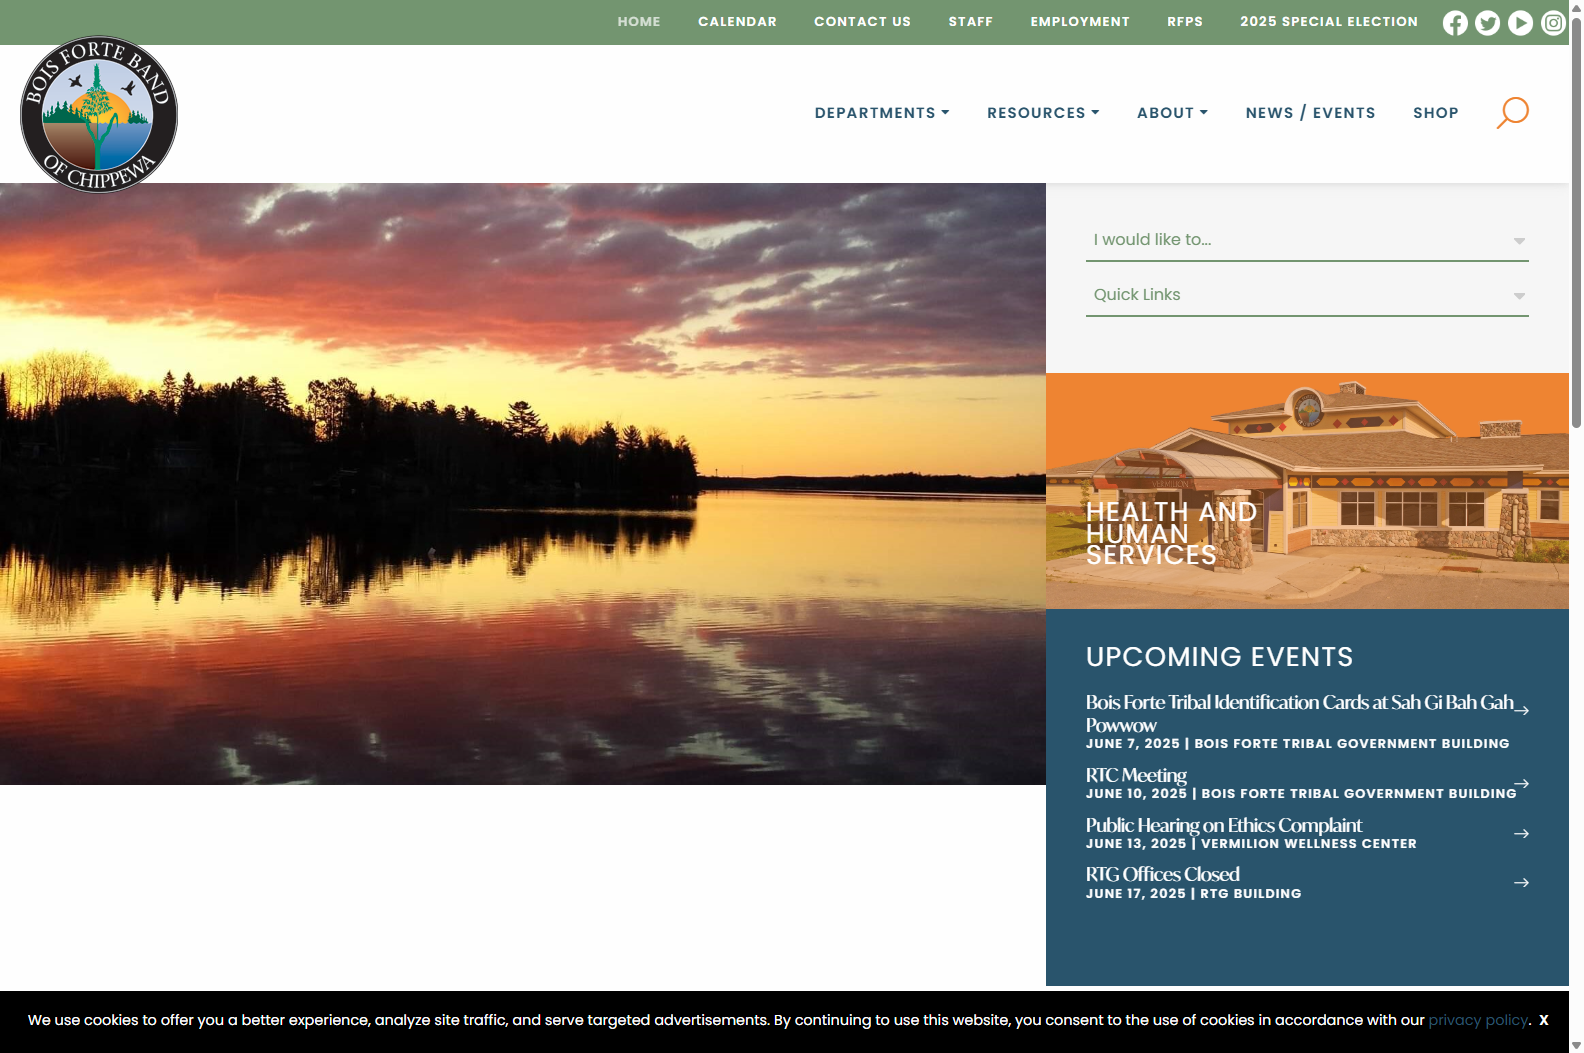 HOME CALENDAR CONTACT US STAFF EMPLOYMENT RFPS 2025 SPECIAL ELECTION
BOIS FORTE BAND
OF CHIPPEWA
DEPARTMENTS RESOURCES ABOUT NEWS / EVENTS SHOP
I would like to...
Quick Links
VERMILION
HEALTH AND
HUMAN
SERVICES
UPCOMING EVENTS
Bois Forte Tribal Identification Cards at Sah Gi Bah Gah
Powwow
JUNE 7, 2025 | BOIS FORTE TRIBAL GOVERNMENT BUILDING
RTC Meeting
JUNE 10, 2025 | BOIS FORTE TRIBAL GOVERNMENT BUILDING
Public Hearing on Ethics Complaint
JUNE 13, 2025 | VERMILION WELLNESS CENTER
RTG Offices Closed
JUNE 17, 2025 | RTG BUILDING
We use cookies to offer you a better experience, analyze site traffic, and serve targeted advertisements. By continuing to use this website, you consent to the use of cookies in accordance with our privacy policy. X